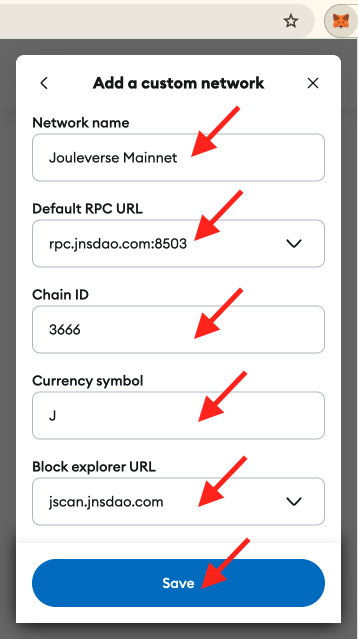 Add a custom network
Network name
Jouleverse Mainnet
Default RPC URL
rpc.jnsdao.com:8503
Chain ID
3666
Currency symbol
J
Block explorer URL
jscan.jnsdao.com
Save